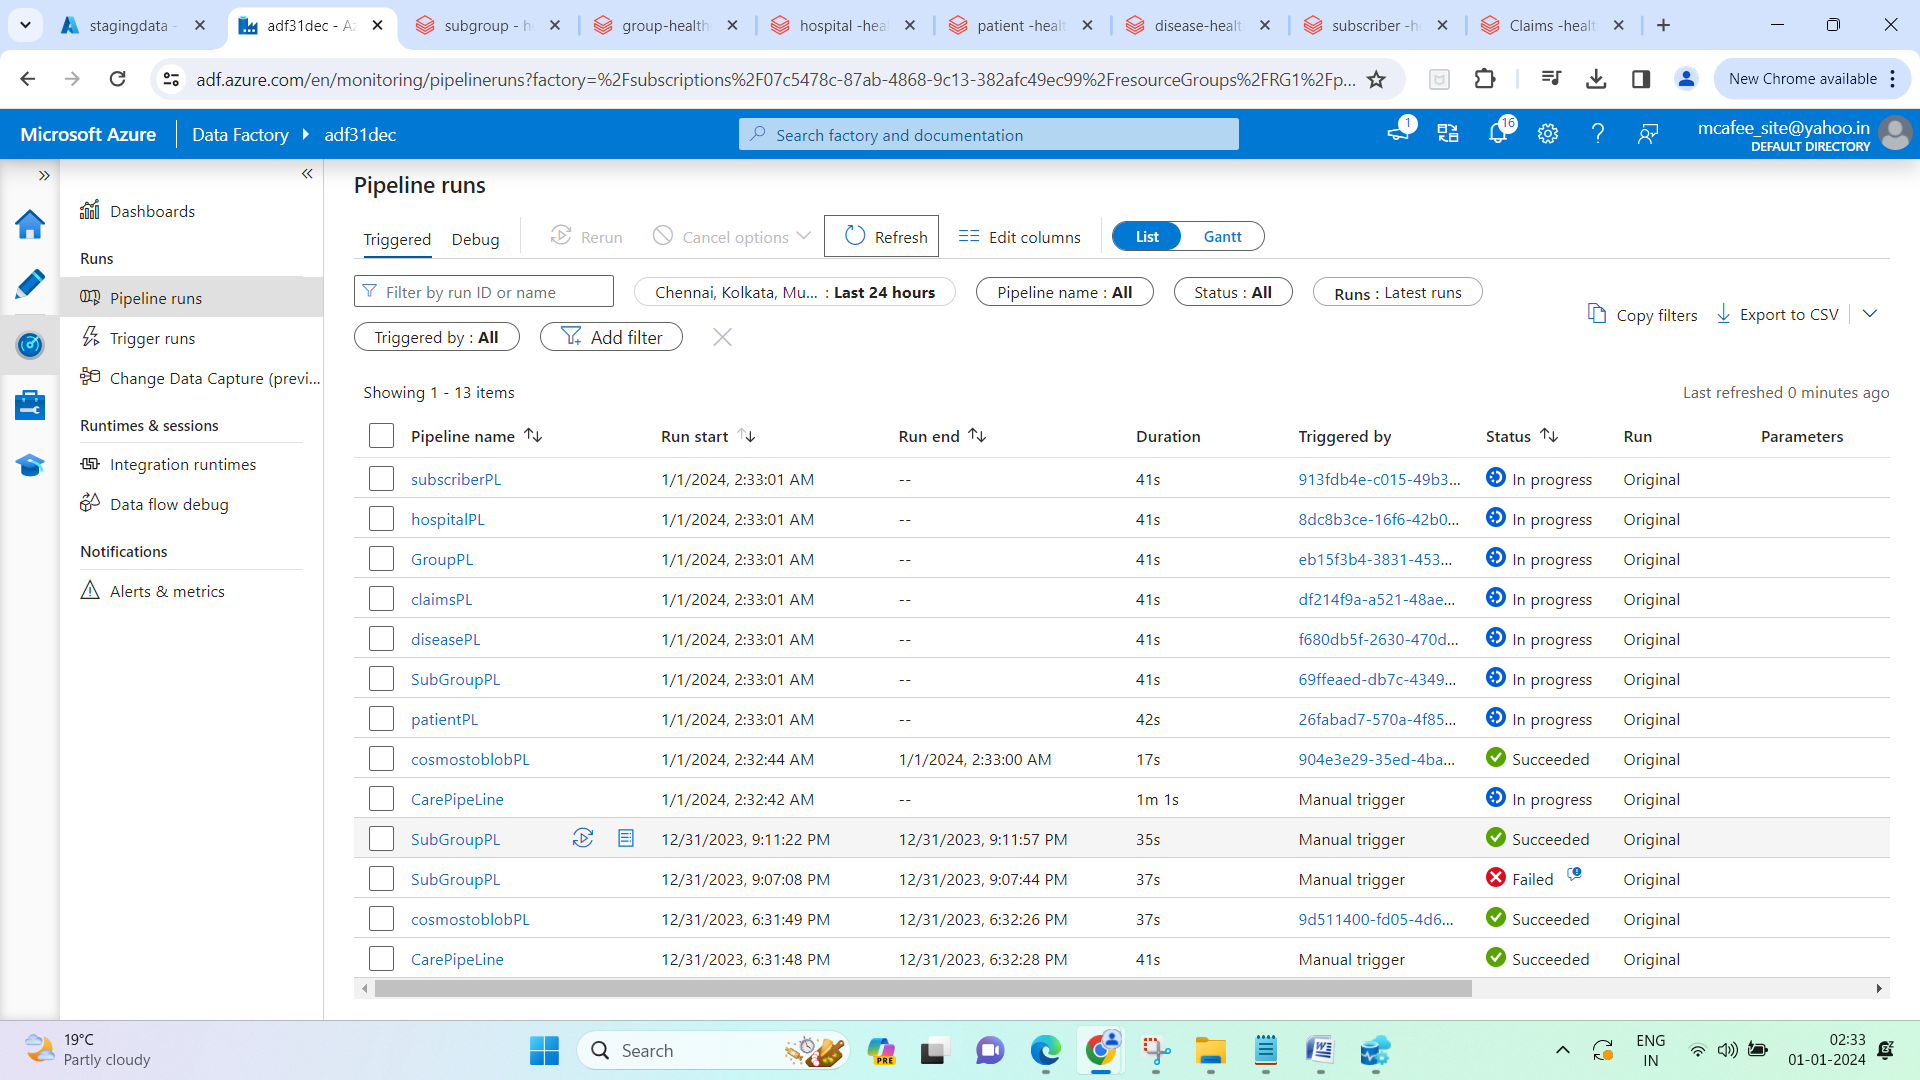 stagingdata -
adf31dec - Az
subgroup - he
group-healthc
hospital -heal
patient -healt
disease-healt
subscriber -he
Claims -healt
adf.azure.com/en/monitoring/pipelineruns?factory=%2Fsubscriptions%2F07c5478c-87ab-4868-9c13-382afc49ec99%2FresourceGroups%2FRG1%2Fp...
New Chrome available
Microsoft Azure
Data Factory
adf31dec
Search factory and documentation
1
16
mcafee_site@yahoo.in
DEFAULT DIRECTORY
Dashboards
Runs
Pipeline runs
Trigger runs
Change Data Capture (previ...
Runtimes & sessions
Integration runtimes
Data flow debug
Notifications
Alerts & metrics
Pipeline runs
Triggered Debug Rerun Cancel options Refresh Edit columns List Gantt
Filter by run ID or name
Chennai, Kolkata, Mu... : Last 24 hours
Pipeline name : All
Status : All
Runs : Latest runs
Triggered by : All
Add filter
Copy filters
Export to CSV
Showing 1 - 13 items
Last refreshed 0 minutes ago
Pipeline name Run start Run end Duration Triggered by Status Run Parameters
subscriberPL 1/1/2024, 2:33:01 AM -- 41s 913fdb4e-c015-49b3... In progress Original
hospitalPL 1/1/2024, 2:33:01 AM -- 41s 8dc8b3ce-16f6-42b0... In progress Original
GroupPL 1/1/2024, 2:33:01 AM -- 41s eb15f3b4-3831-453... In progress Original
claimsPL 1/1/2024, 2:33:01 AM -- 41s df214f9a-a521-48ae... In progress Original
diseasePL 1/1/2024, 2:33:01 AM -- 41s f680db5f-2630-470d... In progress Original
SubGroupPL 1/1/2024, 2:33:01 AM -- 41s 69ffeaed-db7c-4349... In progress Original
patientPL 1/1/2024, 2:33:01 AM -- 42s 26fabad7-570a-4f85... In progress Original
cosmostoblobPL 1/1/2024, 2:32:44 AM 1/1/2024, 2:33:00 AM 17s 904e3e29-35ed-4ba... Succeeded Original
CarePipeLine 1/1/2024, 2:32:42 AM -- 1m 1s Manual trigger In progress Original
SubGroupPL 12/31/2023, 9:11:22 PM 12/31/2023, 9:11:57 PM 35s Manual trigger Succeeded Original
SubGroupPL 12/31/2023, 9:07:08 PM 12/31/2023, 9:07:44 PM 37s Manual trigger Failed Original
cosmostoblobPL 12/31/2023, 6:31:49 PM 12/31/2023, 6:32:26 PM 37s 9d511400-fd05-4d6... Succeeded Original
CarePipeLine 12/31/2023, 6:31:48 PM 12/31/2023, 6:32:28 PM 41s Manual trigger Succeeded Original
19°C
Partly cloudy
Search
PRE
ENG
IN
02:33
01-01-2024